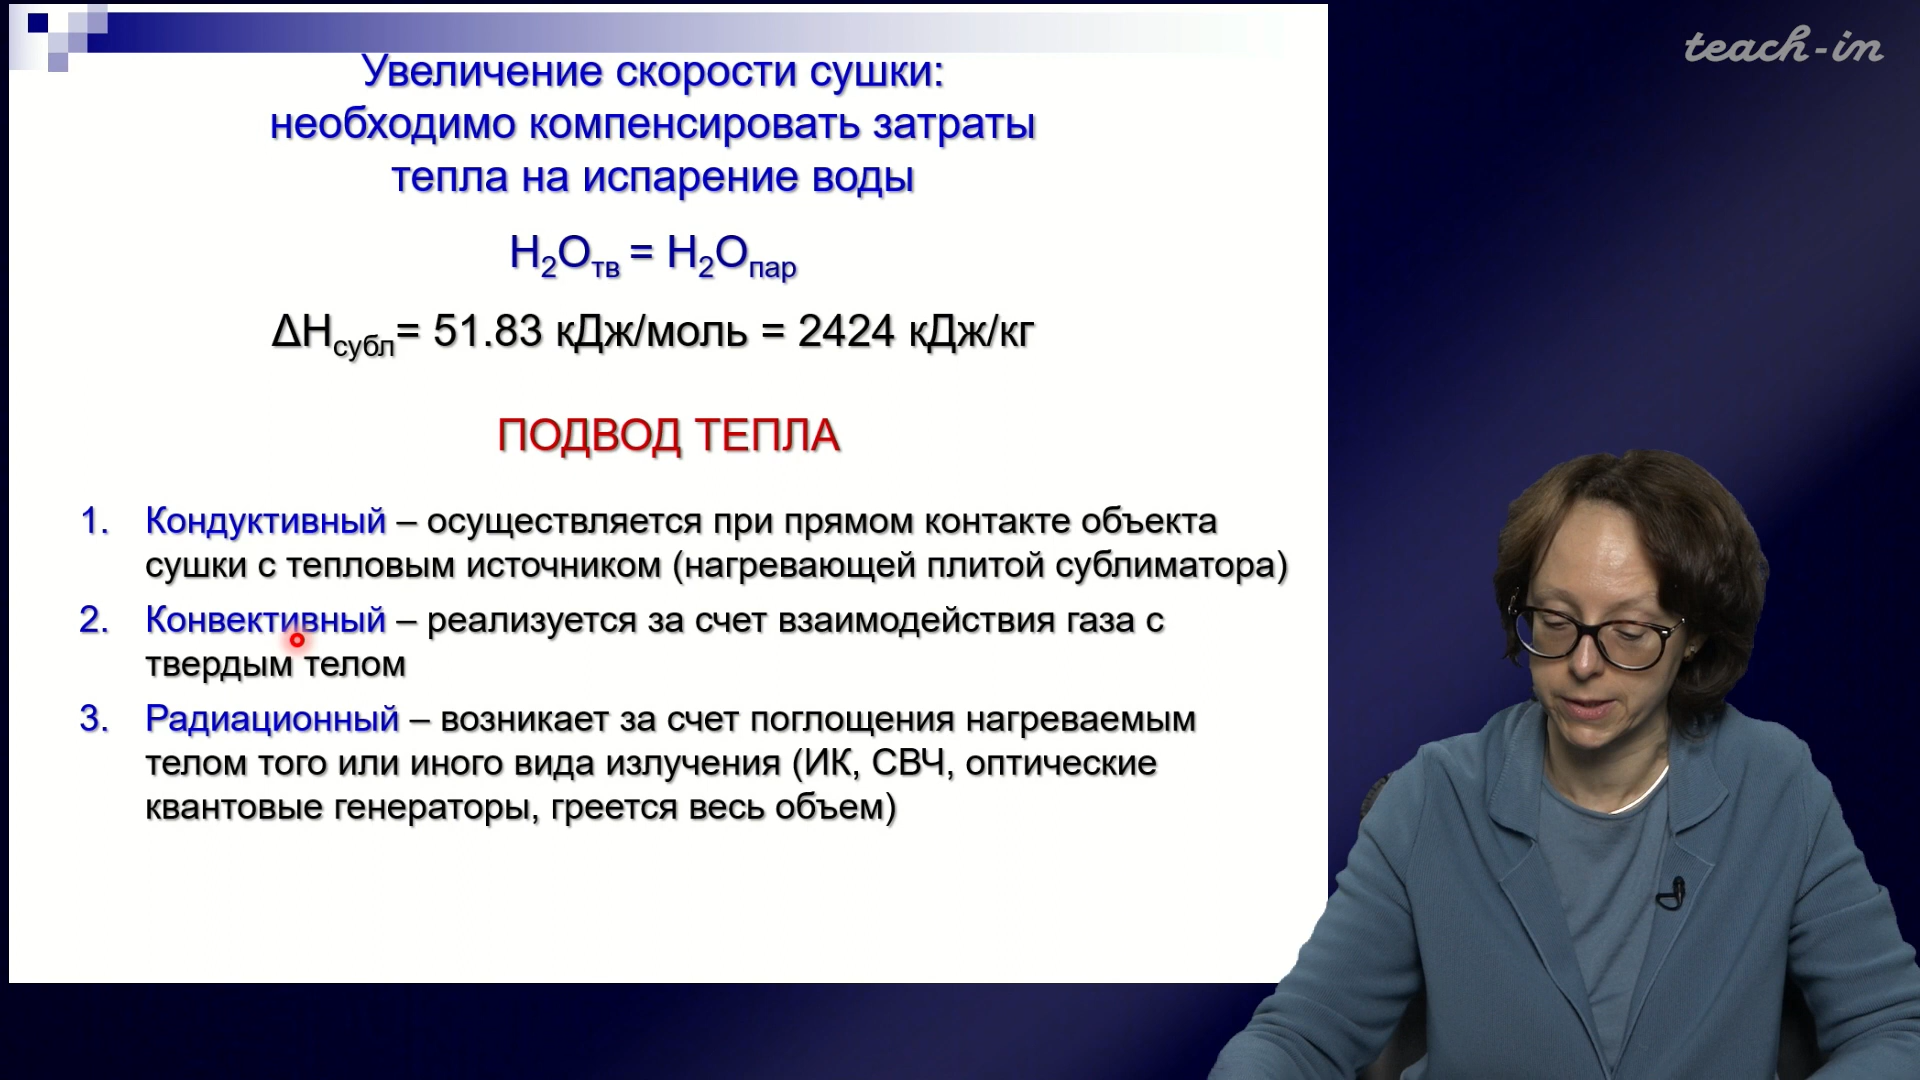 teach-in
Увеличение скорости сушки:
необходимо компенсировать затраты
тепла на испарение воды
H₂Oтв = H₂Oпар
ΔHсубл= 51.83 кДж/моль = 2424 кДж/кг
ПОДВОД ТЕПЛА
1. Кондуктивный – осуществляется при прямом контакте объекта
сушки с тепловым источником (нагревающей плитой сублиматора)
2. Конвективный – реализуется за счет взаимодействия газа с
твердым телом
3. Радиационный – возникает за счет поглощения нагреваемым
телом того или иного вида излучения (ИК, СВЧ, оптические
квантовые генераторы, греется весь объем)